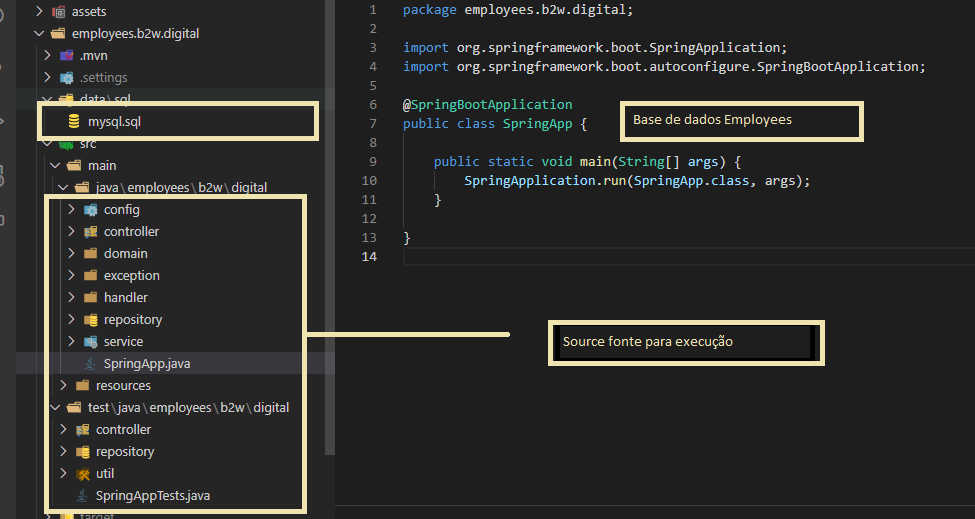 assets
employees.b2w.digital
.mvn
.settings
data\sql
mysql.sql
src
main
java\employees\b2w\digital
config
controller
domain
exception
handler
repository
service
SpringApp.java
resources
test\java\employees\b2w\digital
controller
repository
util
SpringAppTests.java
target
1 package employees.b2w.digital;
2
3 import org.springframework.boot.SpringApplication;
4 import org.springframework.boot.autoconfigure.SpringBootApplication;
5
6 @SpringBootApplication
7 public class SpringApp {
8
9 public static void main(String[] args) {
10 SpringApplication.run(SpringApp.class, args);
11 }
12
13 }
14
Base de dados Employees
Source fonte para execução